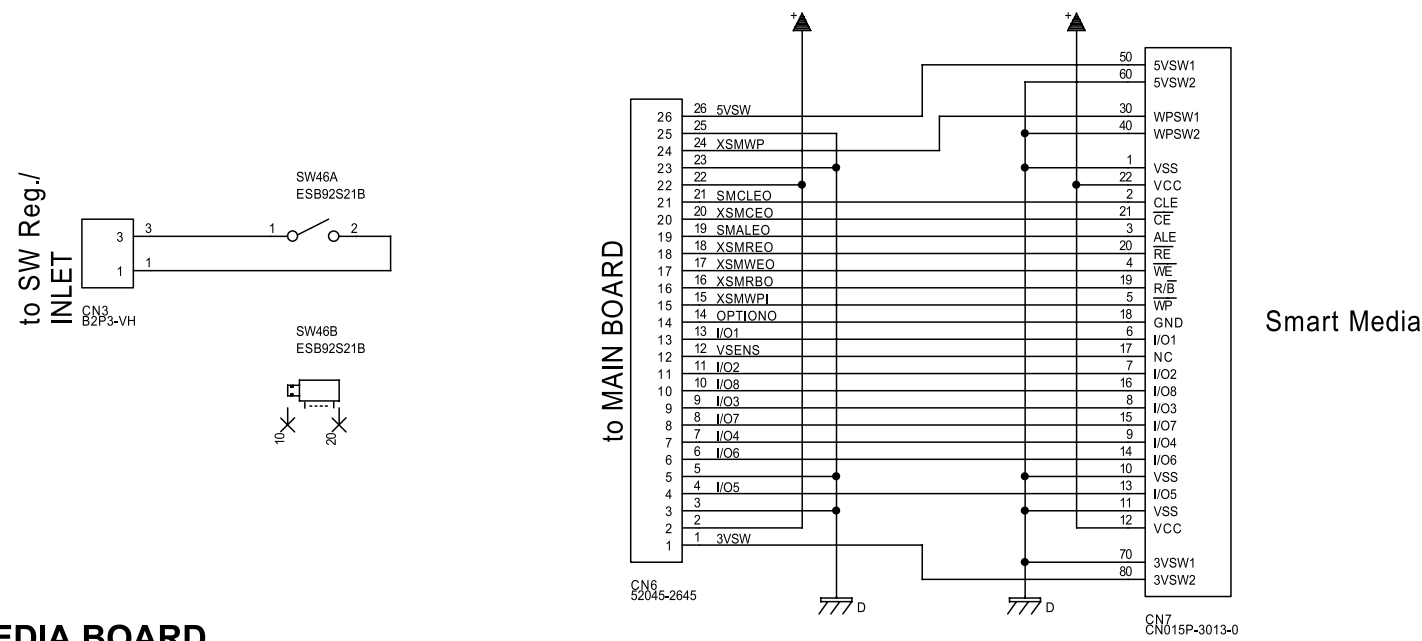 to SW Reg./
INLET
3
1
3
1
CN3
B2P3-VH
SW46A
ESB92S21B
1
2
SW46B
ESB92S21B
10
20
to MAIN BOARD
+
+
26 26 5VSW
25 25
24 24 XSMWP
23 23
22 22
21 21 SMCLEO
20 20 XSMCEO
19 19 SMALEO
18 18 XSMREO
17 17 XSMWEO
16 16 XSMRBO
15 15 XSMWPI
14 14 OPTIONO
13 13 I/O1
12 12 VSENS
11 11 I/O2
10 10 I/O8
9 9 I/O3
8 8 I/O7
7 7 I/O4
6 6 I/O6
5 5
4 4 I/O5
3 3
2 2
1 1 3VSW
CN6
52045-2645
D
D
50 5VSW1
60 5VSW2
30 WPSW1
40 WPSW2
1 VSS
22 VCC
2 CLE
21 CE
3 ALE
20 RE
4 WE
19 R/B
5 WP
18 GND
6 I/O1
17 NC
7 I/O2
16 I/O8
8 I/O3
15 I/O7
9 I/O4
14 I/O6
10 VSS
13 I/O5
11 VSS
12 VCC
70 3VSW1
80 3VSW2
CN7
CN015P-3013-0
Smart Media
EDIA BOARD